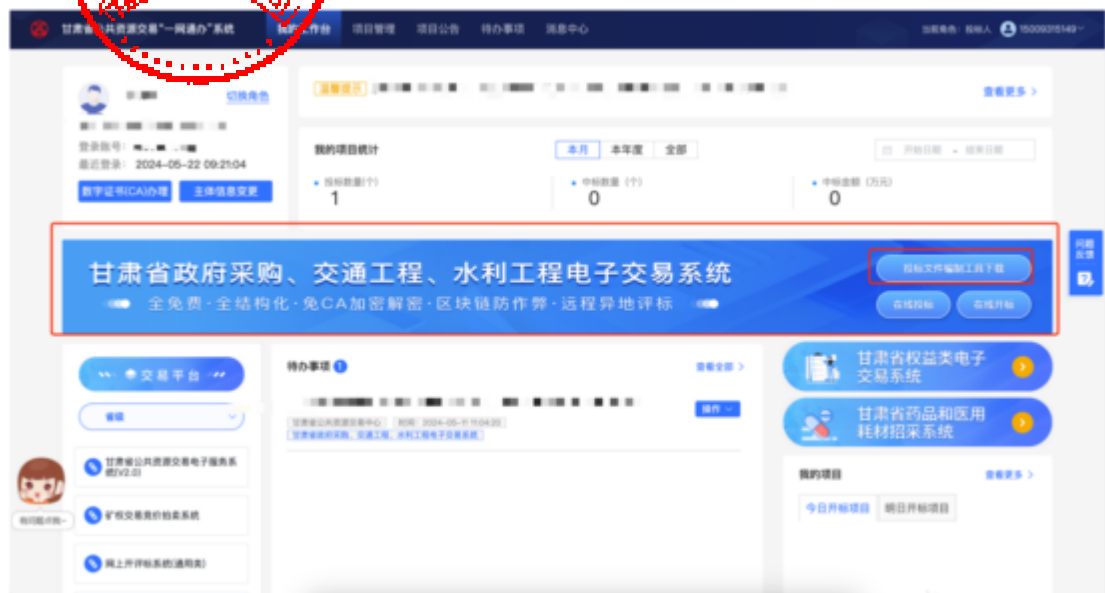 甘肃省公共资源交易“一网通办”系统 我的工作台 项目管理 项目公告 待办事项 消息中心 当前角色：投标人 15009315149
切换角色
温馨提示
查看更多 >
登录账号：
最近登录： 2024-05-22 09:21:04
数字证书(CA)办理 主体信息变更
我的项目统计 本月 本年度 全部 开始日期 - 结束日期
投标数量(个) 中标数量（个） 中标金额（万元）
1 0 0
问题
反馈
甘肃省政府采购、交通工程、水利工程电子交易系统
全免费·全结构化·免CA加密解密·区块链防作弊·远程异地评标
投标文件编制工具下载
在线投标 在线开标
交易平台
省级
待办事项 1 查看全部 >
操作
甘肃省公共资源交易中心 时间：2024-05-11 11:04:20
甘肃省政府采购、交通工程、水利工程电子交易系统
甘肃省权益类电子
交易系统
甘肃省药品和医用
耗材招采系统
甘肃省公共资源交易电子服务系
统(V2.0)
矿权交易竞价拍卖系统
网上开评标系统(通用类)
我的项目 查看更多 >
今日开标项目 明日开标项目
有问题点我~